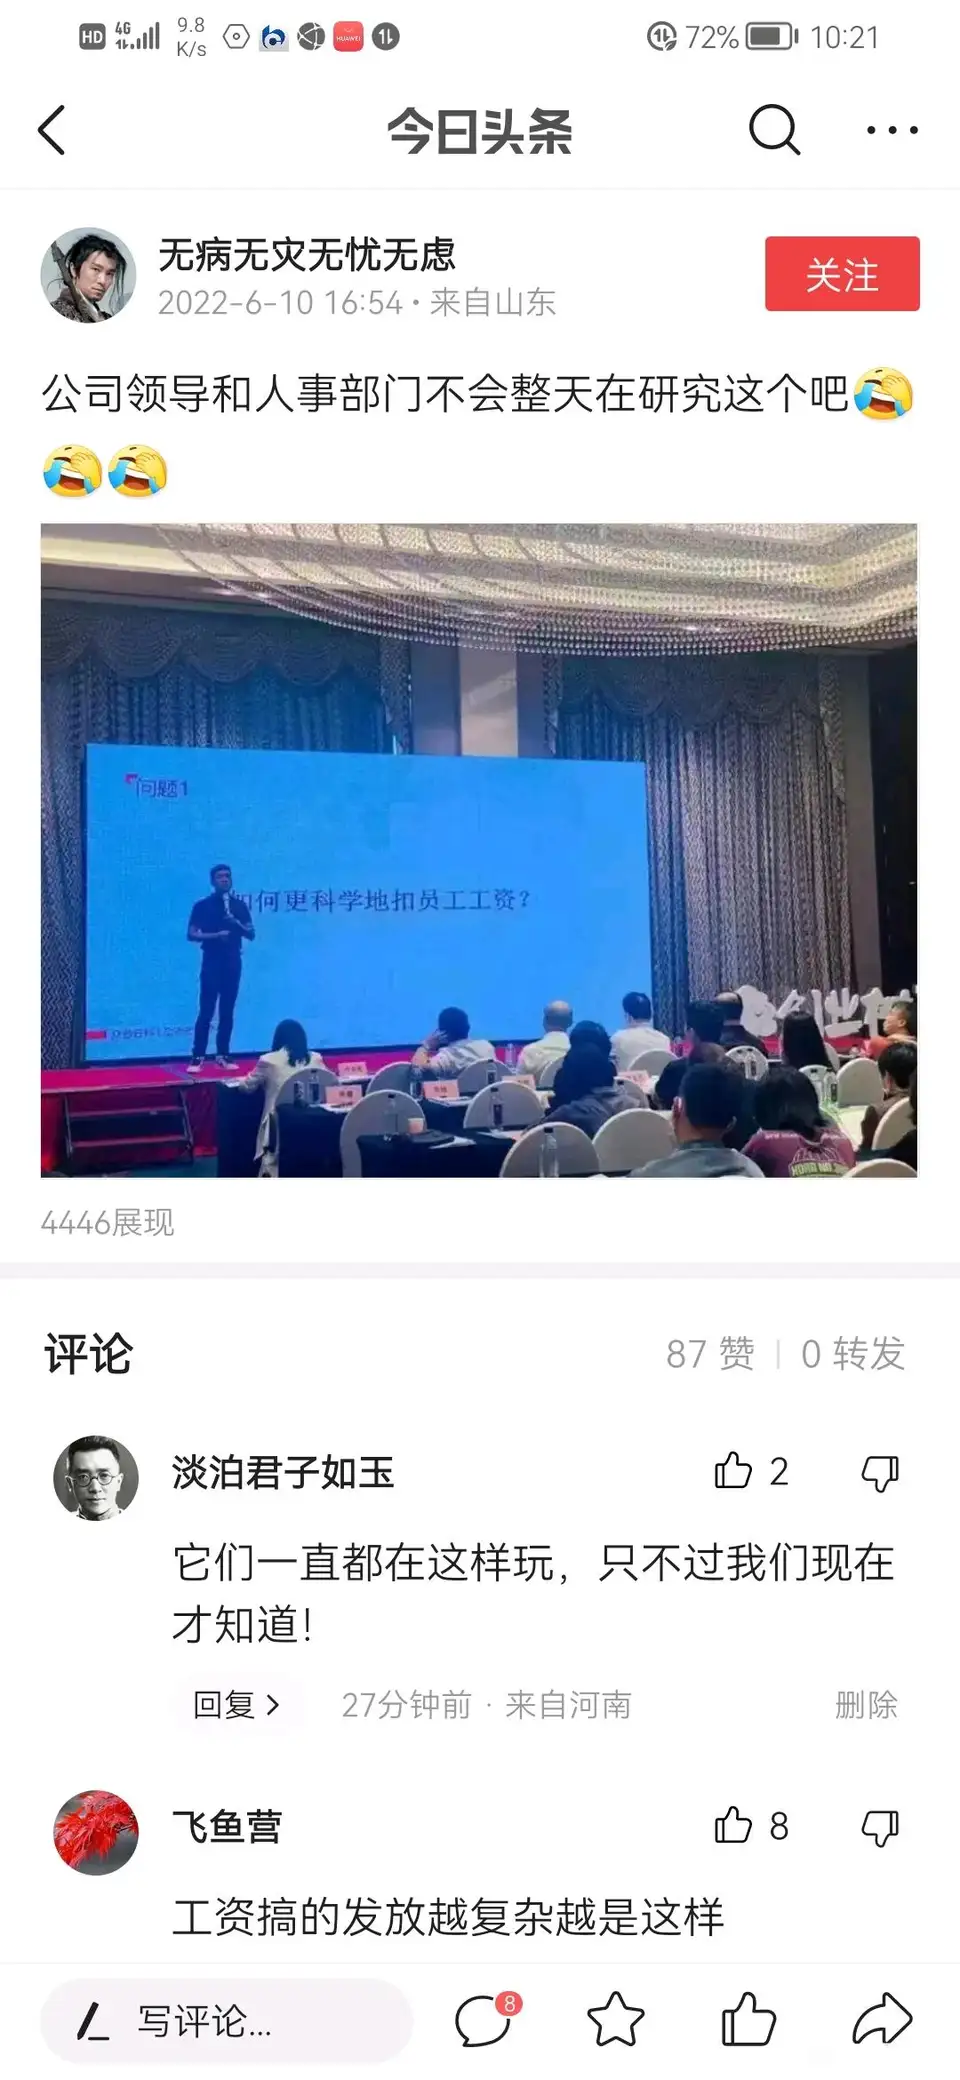 HD 4G 9.8 K/s HUAWEI 72% 10:21
今日头条
无病无灾无忧无虑
关注
2022-6-10 16:54 · 来自山东
公司领导和人事部门不会整天在研究这个吧🤣
🤣🤣
问题1
如何更科学地扣员工工资？
4446展现
评论
87 赞 | 0 转发
淡泊君子如玉
2
它们一直都在这样玩，只不过我们现在
才知道！
回复 >
27分钟前 · 来自河南
删除
飞鱼营
8
工资搞的发放越复杂越是这样
写评论...
8